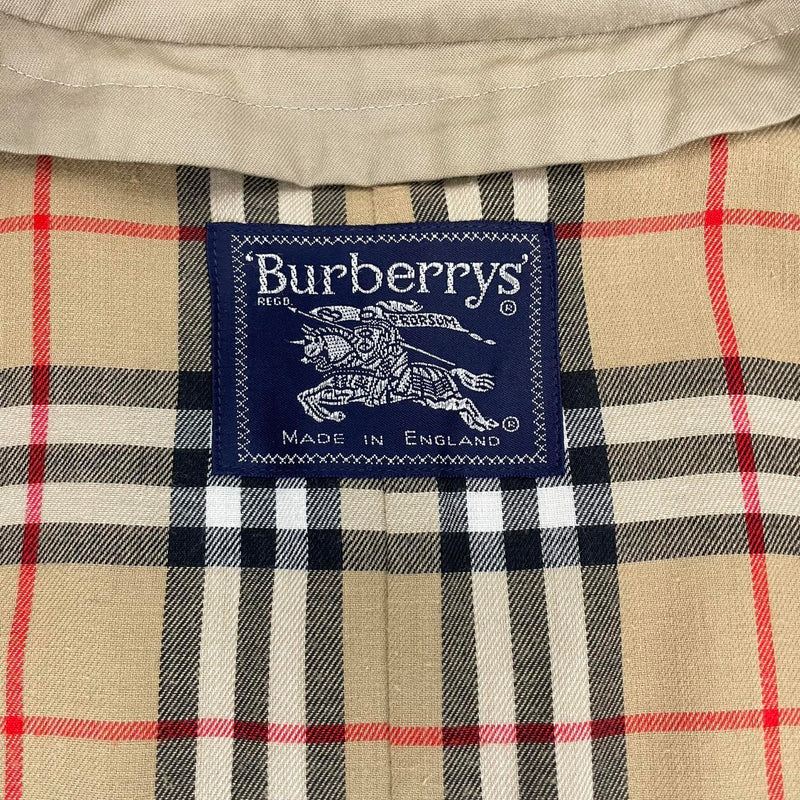 'Burberrys'
REGD.
®
PRORSUM
®
MADE IN ENGLAND